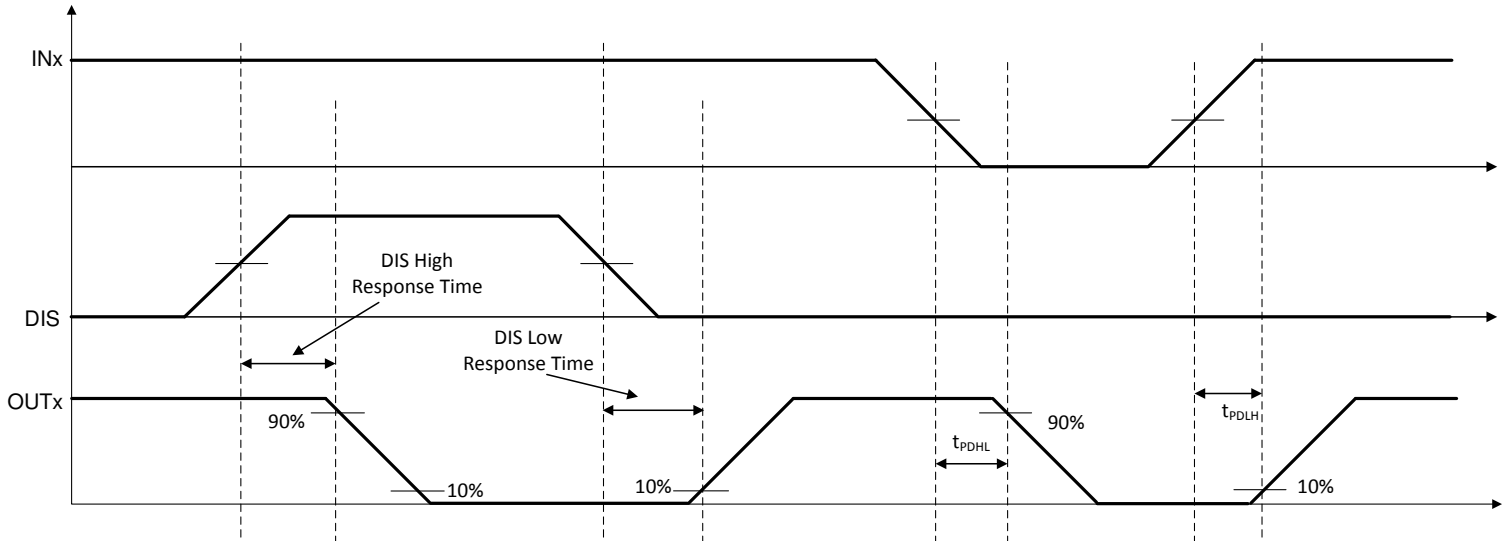 INx
DIS High
Response Time
DIS
DIS Low
Response Time
OUTx
90%
10%
10%
tPDHL
90%
tPDLH
10%